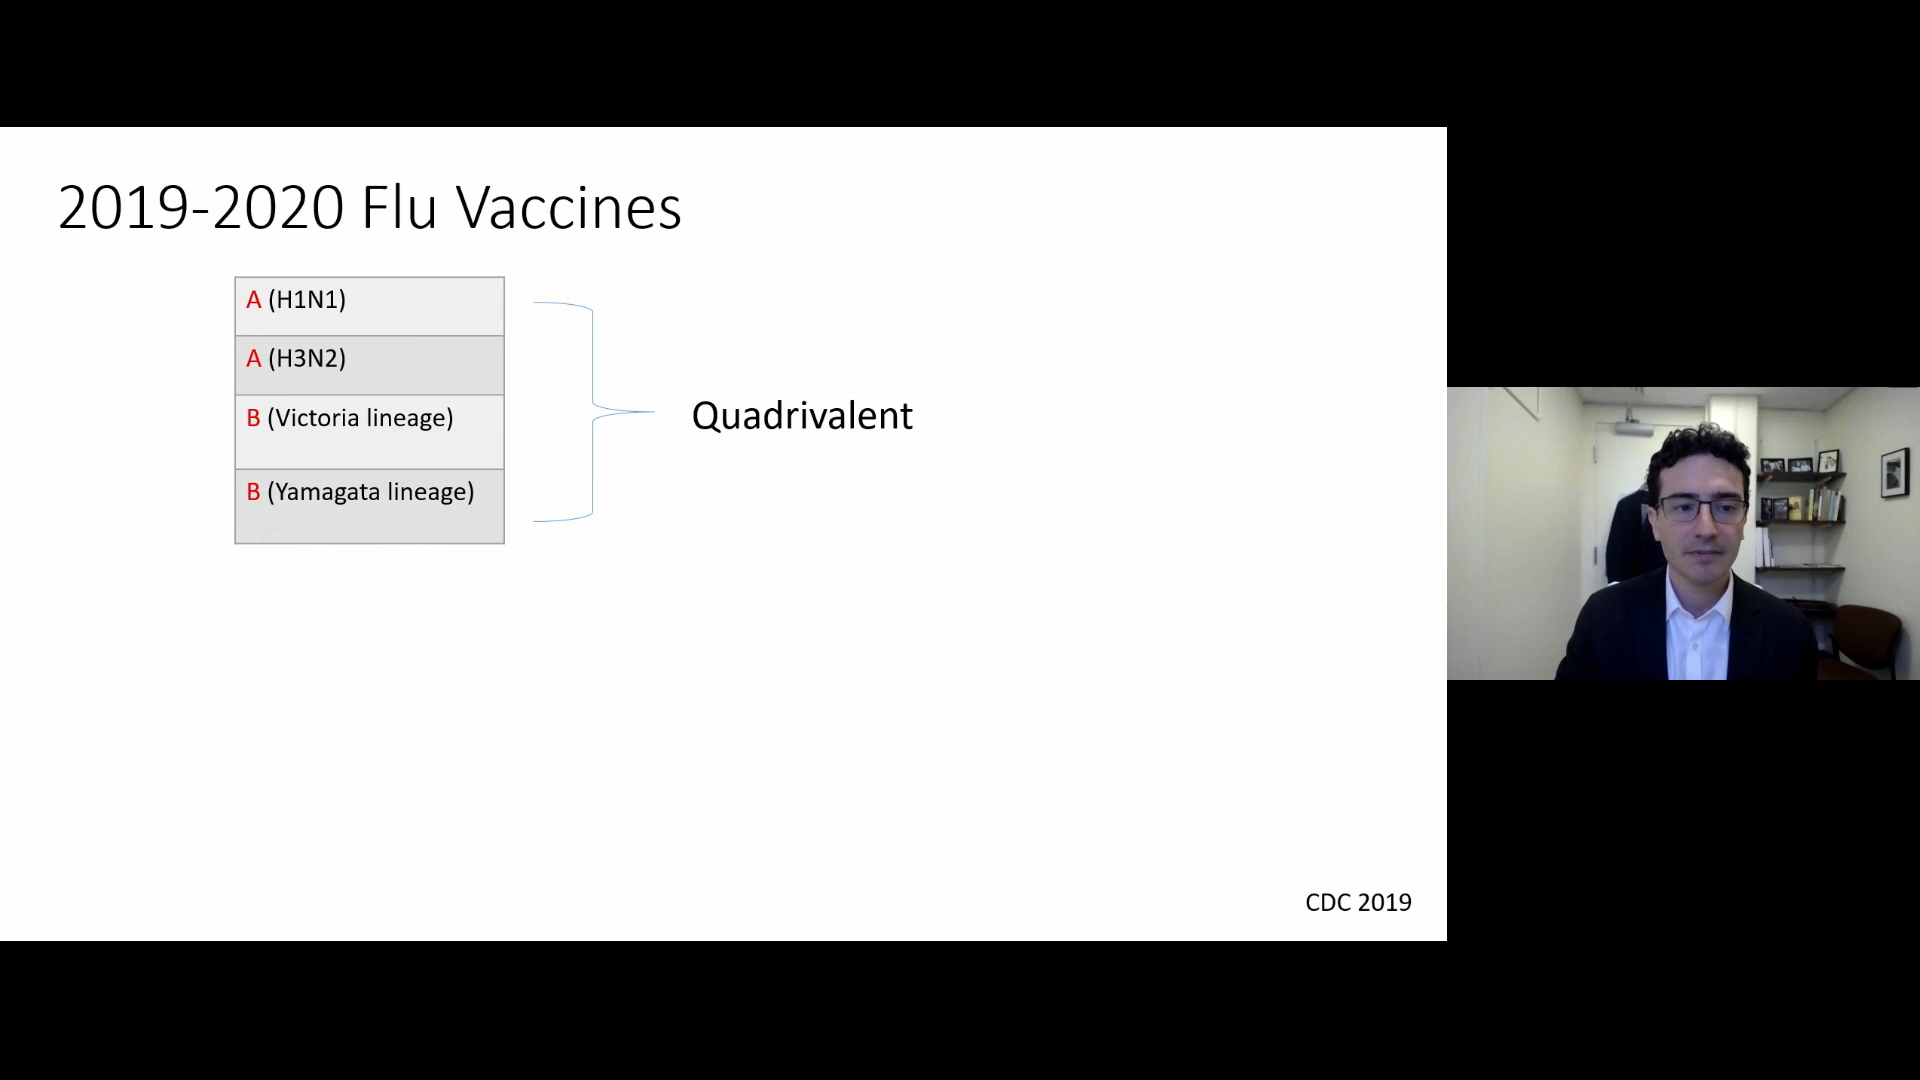 2019-2020 Flu Vaccines
A (H1N1)
A (H3N2)
B (Victoria lineage)
B (Yamagata lineage)
Quadrivalent
CDC 2019